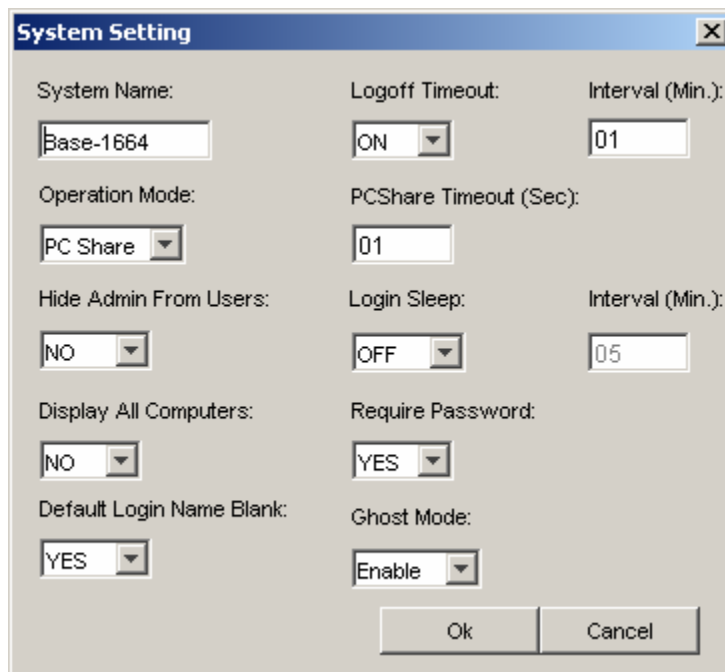 System Setting
System Name: Logoff Timeout: Interval (Min.):
Base-1664 ON 01
Operation Mode: PCShare Timeout (Sec):
PC Share 01
Hide Admin From Users: Login Sleep: Interval (Min.):
NO OFF 05
Display All Computers: Require Password:
NO YES
Default Login Name Blank: Ghost Mode:
YES Enable
Ok Cancel